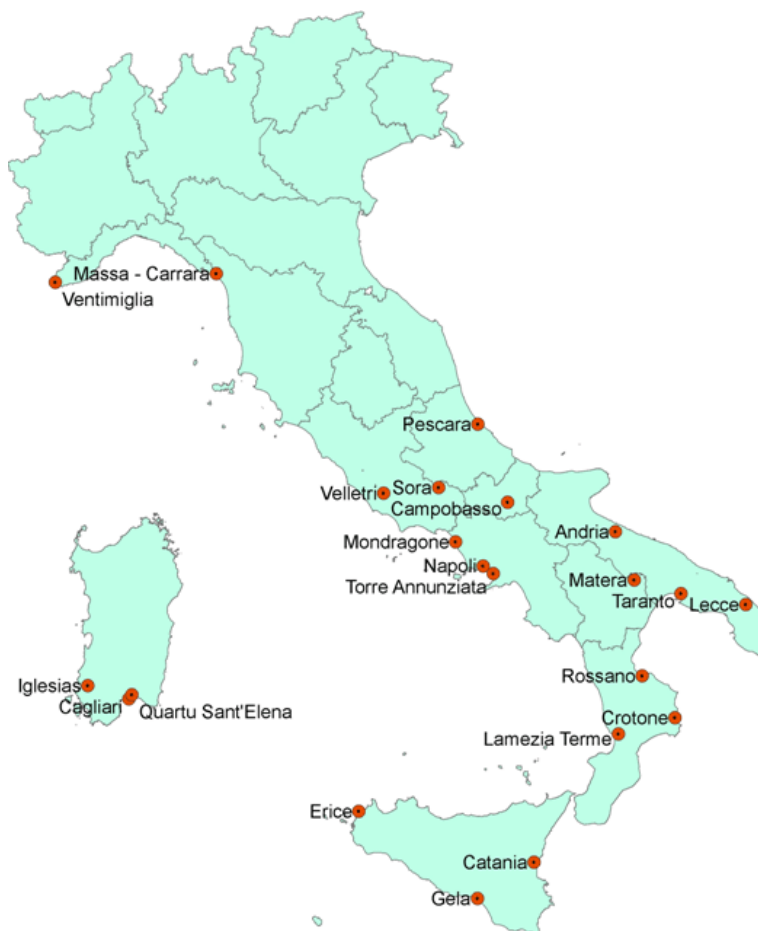 Massa - Carrara
Ventimiglia
Pescara
Velletri
Sora
Campobasso
Andria
Mondragone
Napoli
Torre Annunziata
Matera
Taranto
Lecce
Rossano
Iglesias
Cagliari
Quartu Sant'Elena
Crotone
Lamezia Terme
Erice
Catania
Gela